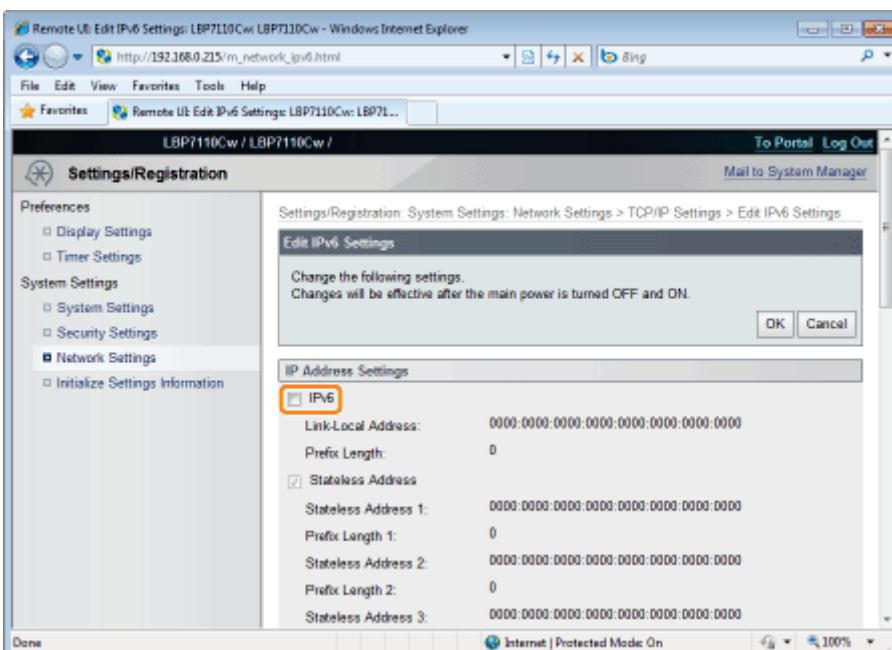 Remote UI: Edit IPv6 Settings: LBP7110Cw: LBP7110Cw - Windows Internet Explorer
http://192.168.0.215/m_network_ipv6.html
Bing
File Edit View Favorites Tools Help
Favorites
Remote UI: Edit IPv6 Settings: LBP7110Cw: LBP71...
LBP7110Cw / LBP7110Cw /
To Portal Log Out
Settings/Registration
Mail to System Manager
Preferences
Display Settings
Timer Settings
System Settings
System Settings
Security Settings
Network Settings
Initialize Settings Information
Settings/Registration: System Settings: Network Settings > TCP/IP Settings > Edit IPv6 Settings
Edit IPv6 Settings
Change the following settings.
Changes will be effective after the main power is turned OFF and ON.
OK Cancel
IP Address Settings
IPv6
Link-Local Address: 0000:0000:0000:0000:0000:0000:0000:0000
Prefix Length: 0
Stateless Address
Stateless Address 1: 0000:0000:0000:0000:0000:0000:0000:0000
Prefix Length 1: 0
Stateless Address 2: 0000:0000:0000:0000:0000:0000:0000:0000
Prefix Length 2: 0
Stateless Address 3: 0000:0000:0000:0000:0000:0000:0000:0000
Done
Internet | Protected Mode: On
100%